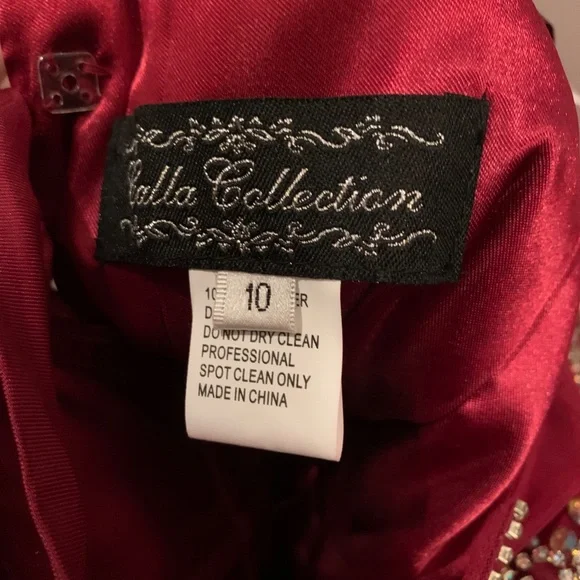 Calla Collection
10
DO NOT DRY CLEAN
PROFESSIONAL
SPOT CLEAN ONLY
MADE IN CHINA